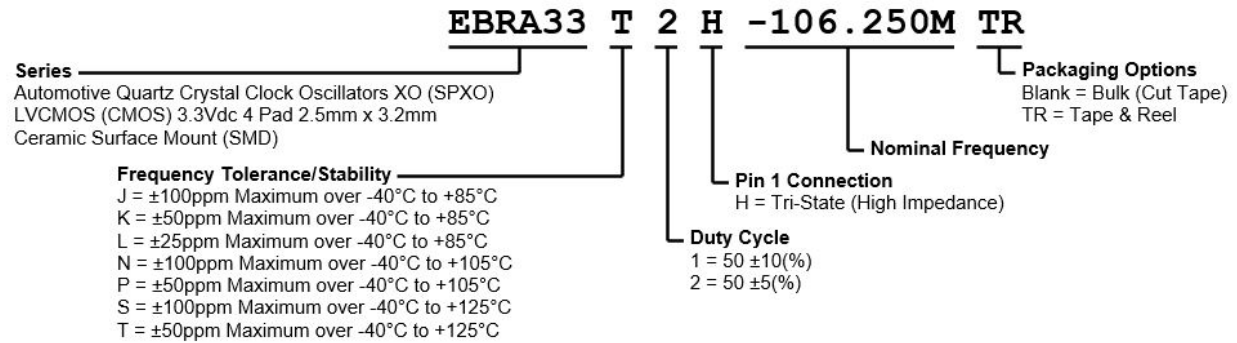 EBRA33 T 2 H -106.250M TR
Series
Automotive Quartz Crystal Clock Oscillators XO (SPXO)
LVCMOS (CMOS) 3.3Vdc 4 Pad 2.5mm x 3.2mm
Ceramic Surface Mount (SMD)
Packaging Options
Blank = Bulk (Cut Tape)
TR = Tape & Reel
Nominal Frequency
Frequency Tolerance/Stability
J = ±100ppm Maximum over -40°C to +85°C
K = ±50ppm Maximum over -40°C to +85°C
L = ±25ppm Maximum over -40°C to +85°C
N = ±100ppm Maximum over -40°C to +105°C
P = ±50ppm Maximum over -40°C to +105°C
S = ±100ppm Maximum over -40°C to +125°C
T = ±50ppm Maximum over -40°C to +125°C
Pin 1 Connection
H = Tri-State (High Impedance)
Duty Cycle
1 = 50 ±10(%)
2 = 50 ±5(%)